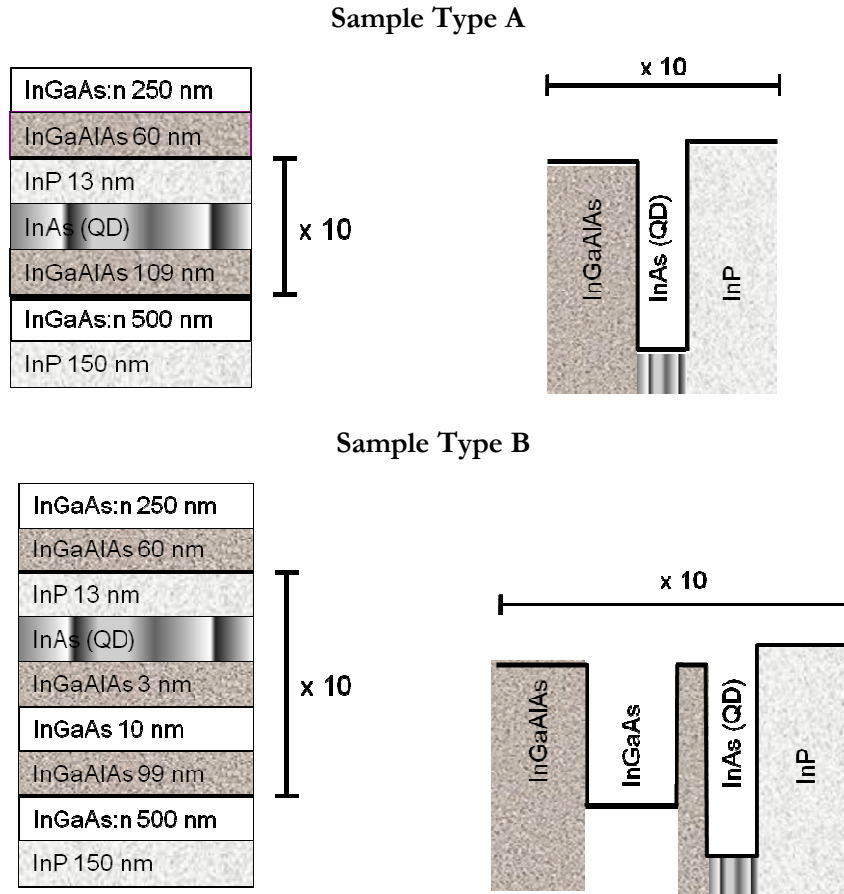 Sample Type A
InGaAs:n 250 nm
InGaAlAs 60 nm
InP 13 nm
InAs (QD)
InGaAlAs 109 nm
InGaAs:n 500 nm
InP 150 nm
x 10
x 10
InGaAlAs
InAs (QD)
InP
Sample Type B
InGaAs:n 250 nm
InGaAlAs 60 nm
InP 13 nm
InAs (QD)
InGaAlAs 3 nm
InGaAs 10 nm
InGaAlAs 99 nm
InGaAs:n 500 nm
InP 150 nm
x 10
x 10
InGaAlAs
InGaAs
InAs (QD)
InP